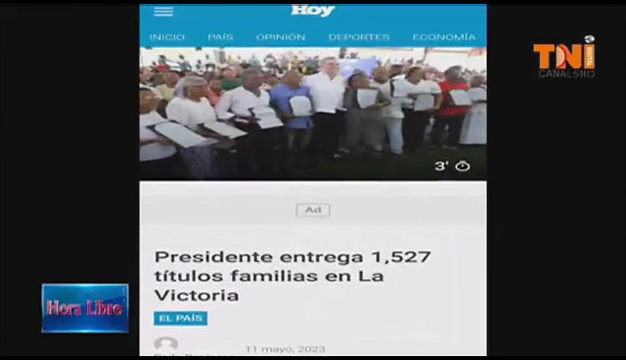 Hoy
INICIO PAÍS OPINIÓN DEPORTES ECONOMÍA
TNI
CANAL 51HD
3'
Ad
Presidente entrega 1,527
títulos familias en La
Victoria
EL PAÍS
Hora Libre
11 mayo, 2023